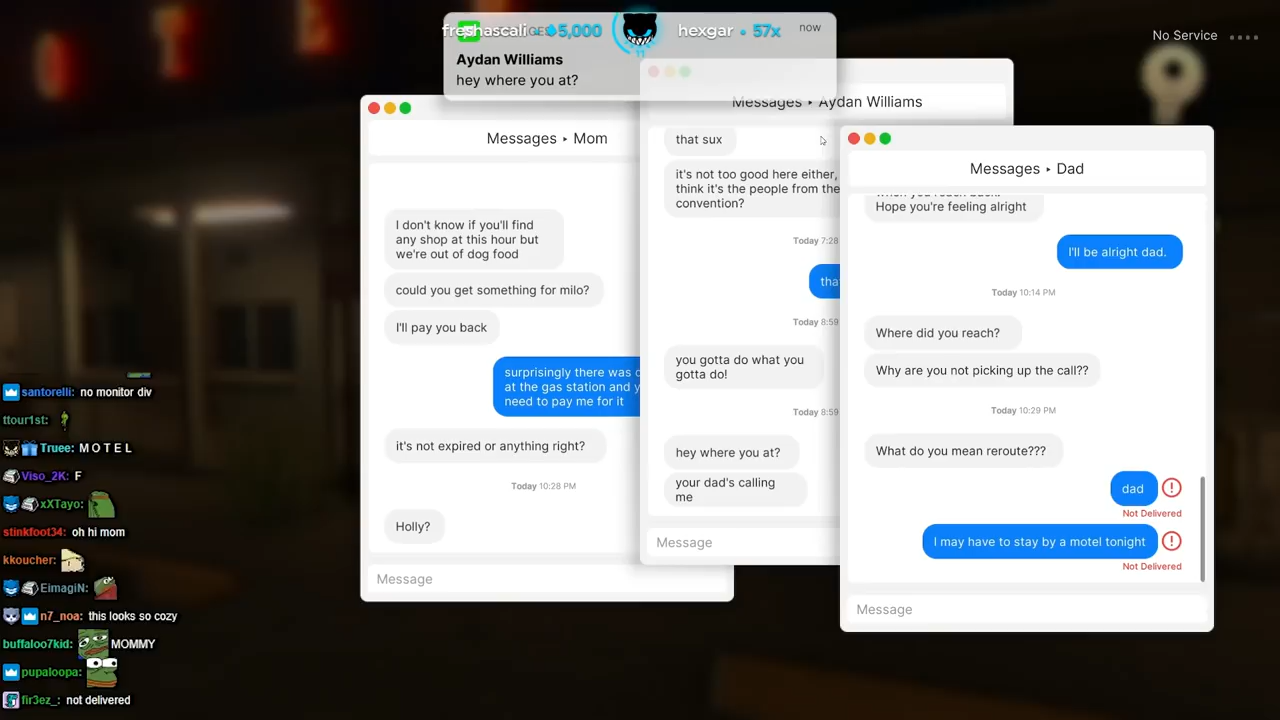 freshascali • 5,000
hexgar • 57x
now
Aydan Williams
hey where you at?
No Service
Messages ‣ Mom
I don't know if you'll find
any shop at this hour but
we're out of dog food
could you get something for milo?
I'll pay you back
surprisingly there was
at the gas station and
need to pay me for it
it's not expired or anything right?
Today 10:28 PM
Holly?
Message
Messages ‣ Aydan Williams
that sux
it's not too good here either,
think it's the people from the
convention?
Today 7:28
Today 8:59
you gotta do what you
gotta do!
Today 8:59
hey where you at?
your dad's calling
me
Message
Messages ‣ Dad
when you reach back.
Hope you're feeling alright
I'll be alright dad.
Today 10:14 PM
Where did you reach?
Why are you not picking up the call??
Today 10:29 PM
What do you mean reroute???
dad
Not Delivered
I may have to stay by a motel tonight
Not Delivered
Message
santorelli: no monitor div
ttour1st:
Truee: M O T E L
Viso_2K: F
xXTayo:
stinkfoot34: oh hi mom
kkoucher:
EimagiN:
n7_noa: this looks so cozy
buffaloo7kid: MOMMY
pupaloopa:
fir3ez_: not delivered